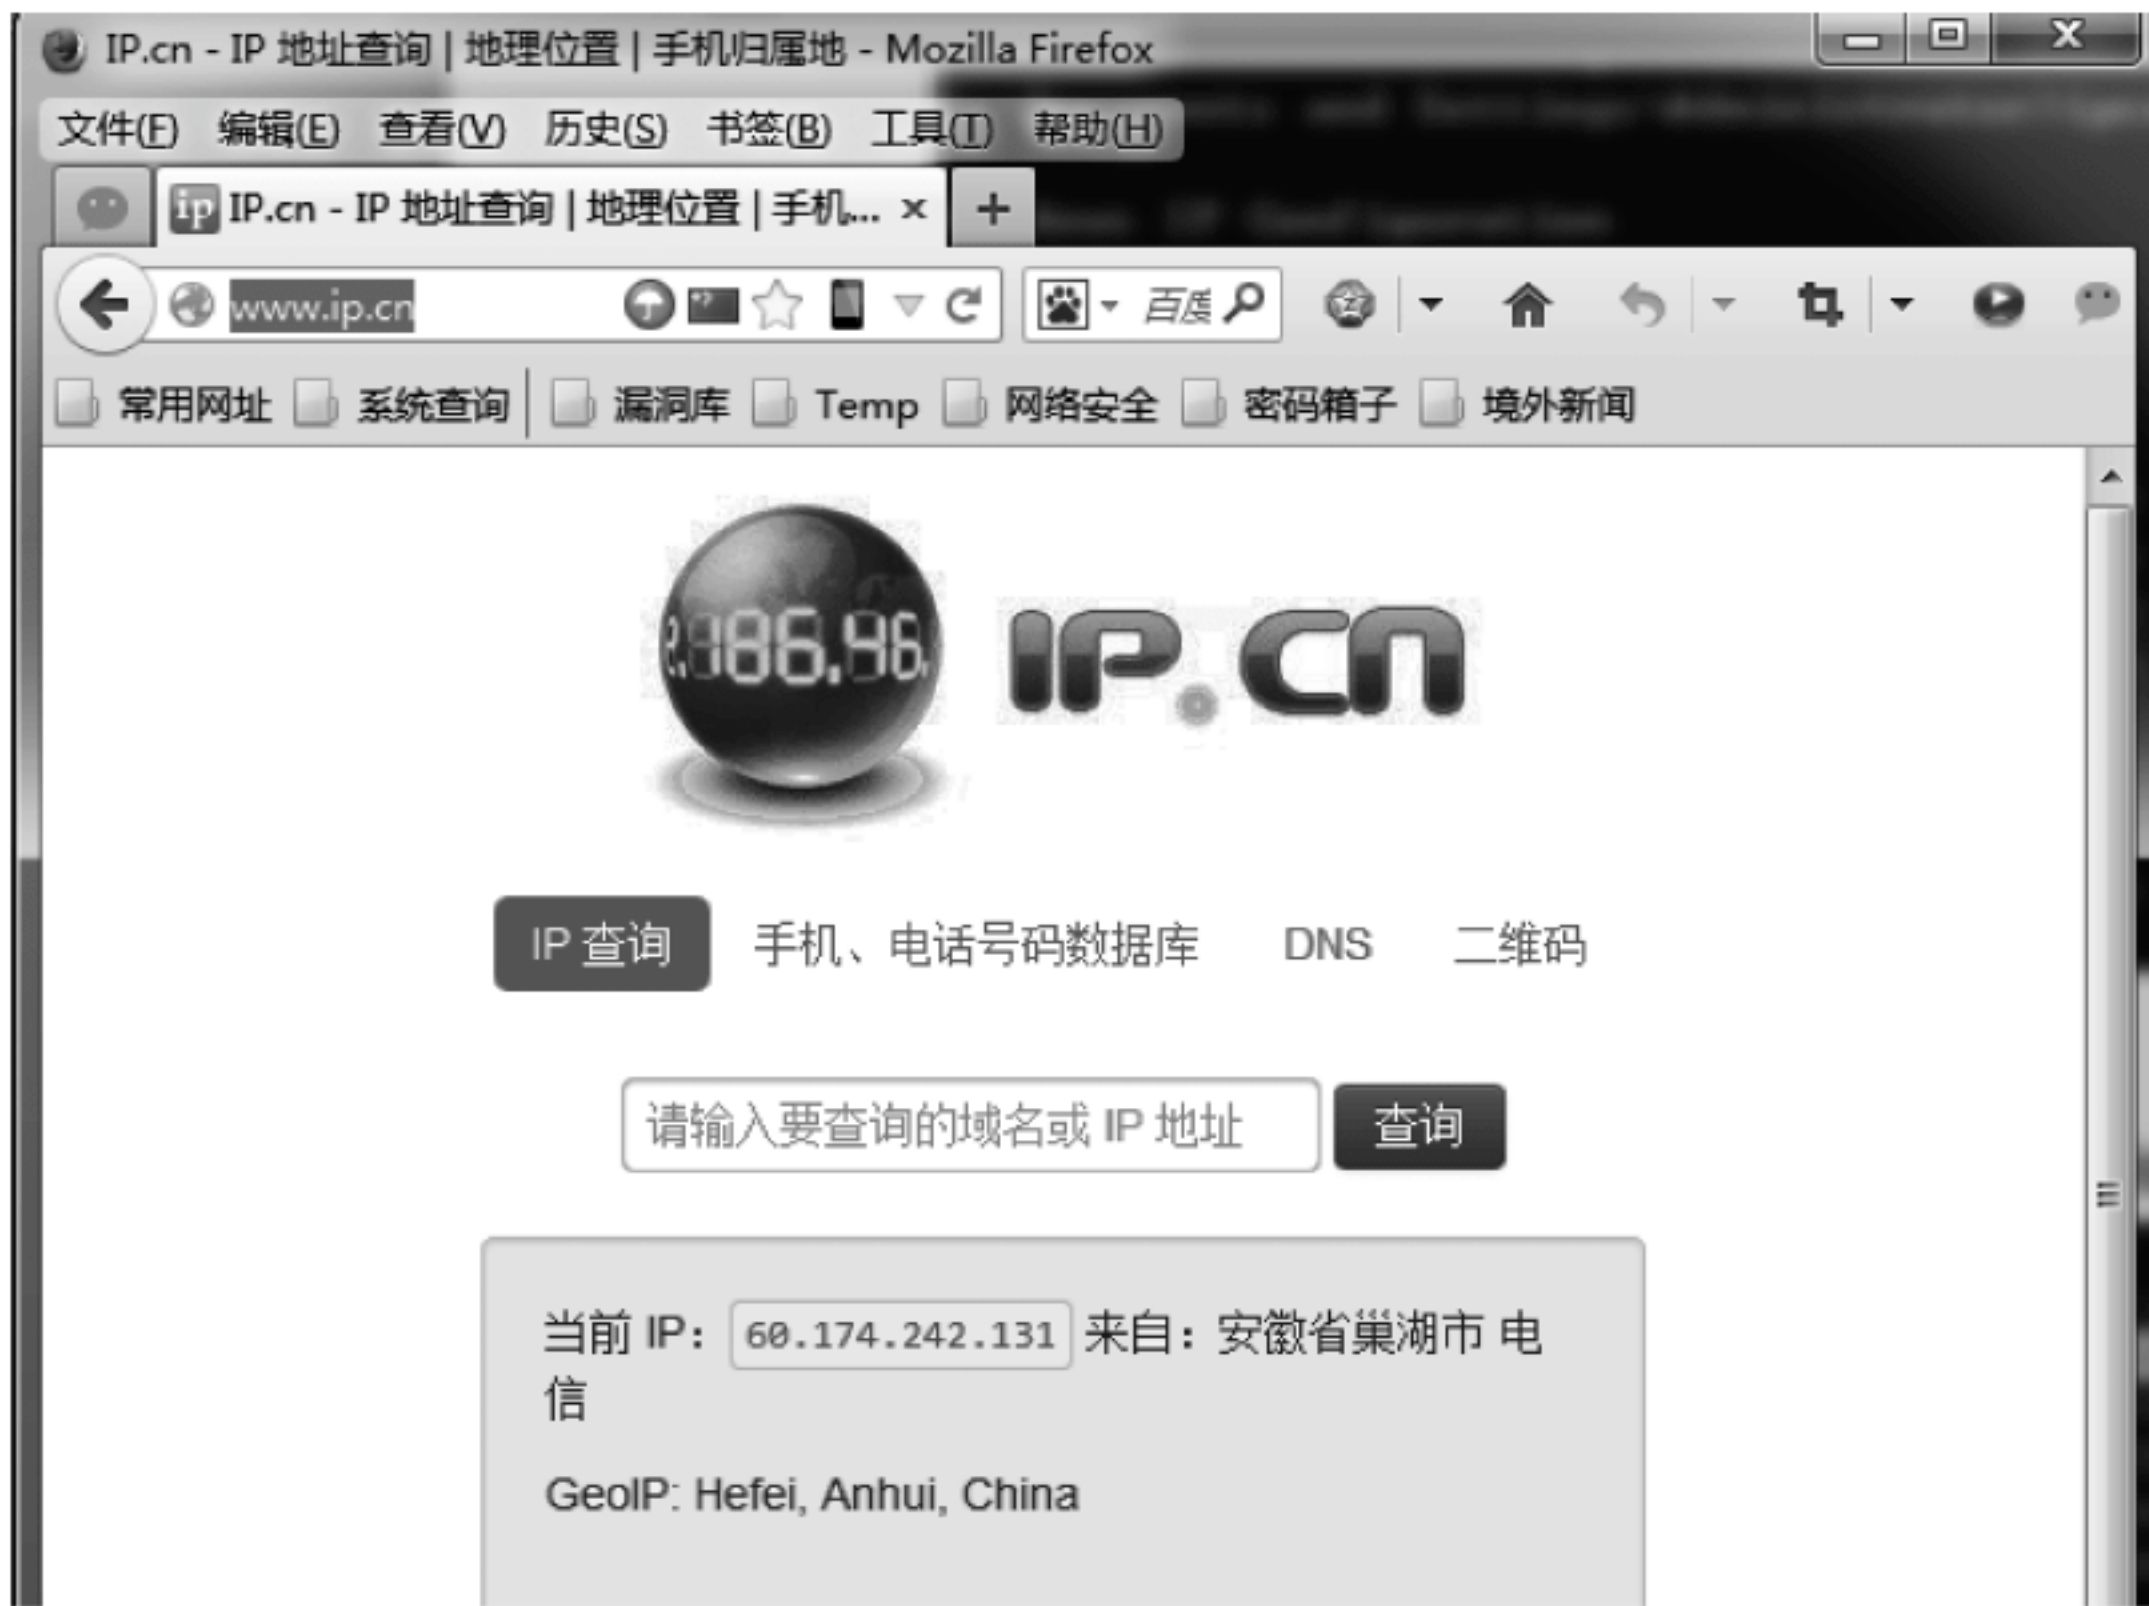 IP.cn - IP 地址查询 | 地理位置 | 手机归属地 - Mozilla Firefox
文件(F) 编辑(E) 查看(V) 历史(S) 书签(B) 工具(T) 帮助(H)
ip IP.cn - IP 地址查询 | 地理位置 | 手机... × +
www.ip.cn 百度
常用网址 系统查询 漏洞库 Temp 网络安全 密码箱子 境外新闻
2.186.46.
IP.CN
IP 查询 手机、电话号码数据库 DNS 二维码
请输入要查询的域名或 IP 地址 查询
当前 IP： 60.174.242.131 来自：安徽省巢湖市 电
信
GeoIP: Hefei, Anhui, China